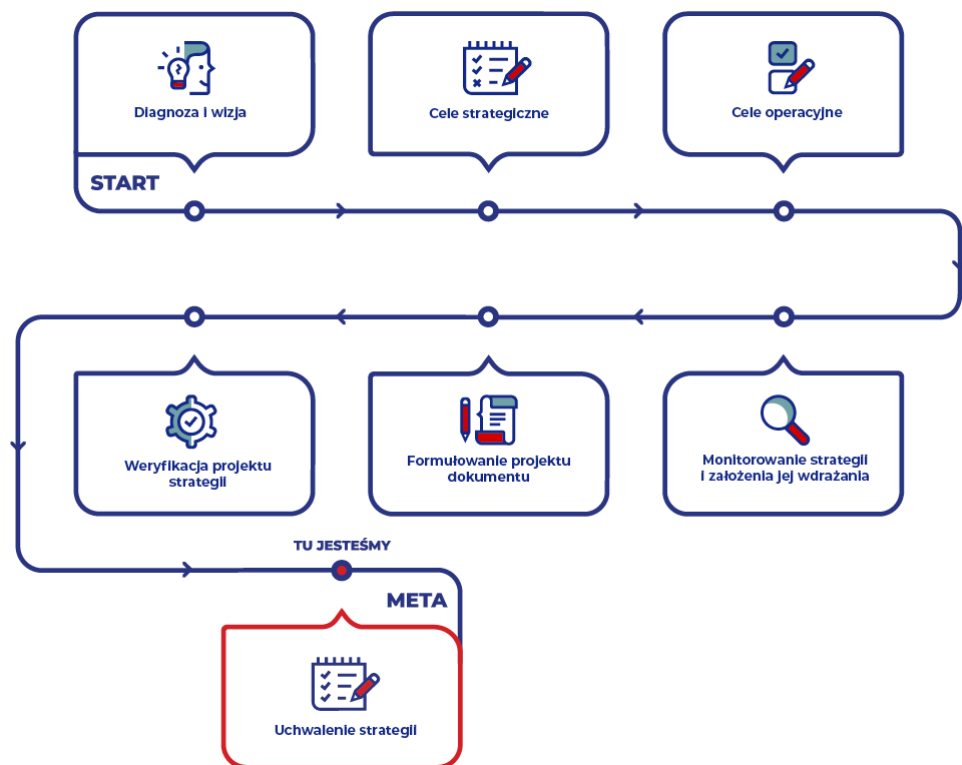 Diagnoza i wizja
Cele strategiczne
Cele operacyjne
START
Monitorowanie strategii
i założenia jej wdrażania
Formułowanie projektu
dokumentu
Weryfikacja projektu
strategii
TU JESTEŚMY
META
Uchwalenie strategii